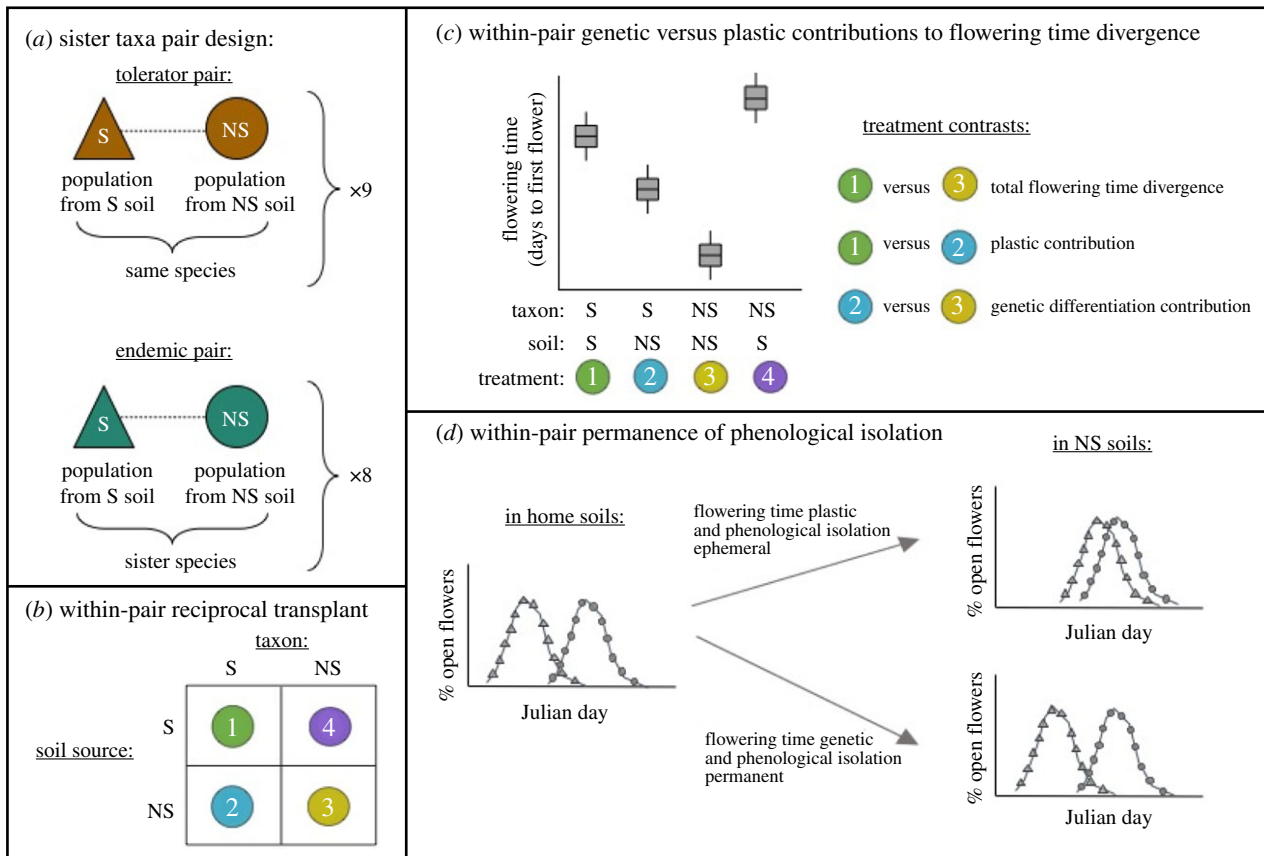 (a) sister taxa pair design:
tolerator pair:
S
NS
population
from S soil
population
from NS soil
same species
×9
endemic pair:
S
NS
population
from S soil
population
from NS soil
sister species
×8
(b) within-pair reciprocal transplant
taxon:
S NS
soil source:
S
1 4
NS
2 3
(c) within-pair genetic versus plastic contributions to flowering time divergence
flowering time
(days to first flower)
taxon: S S NS NS
soil: S NS NS S
treatment: 1 2 3 4
treatment contrasts:
1 versus 3 total flowering time divergence
1 versus 2 plastic contribution
2 versus 3 genetic differentiation contribution
(d) within-pair permanence of phenological isolation
in home soils:
% open flowers
Julian day
flowering time plastic
and phenological isolation
ephemeral
flowering time genetic
and phenological isolation
permanent
in NS soils:
% open flowers
Julian day
% open flowers
Julian day